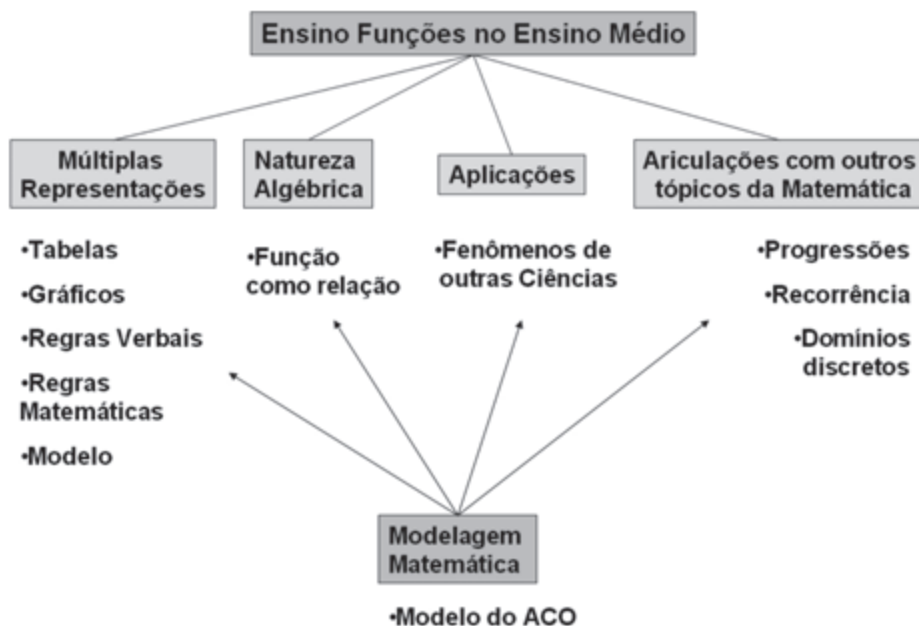 Ensino Funções no Ensino Médio
Múltiplas
Representações
•Tabelas
•Gráficos
•Regras Verbais
•Regras
Matemáticas
•Modelo
Natureza
Algébrica
•Função
como relação
Aplicações
•Fenômenos de
outras Ciências
Ariculações com outros
tópicos da Matemática
•Progressões
•Recorrência
•Domínios
discretos
Modelagem
Matemática
•Modelo do ACO